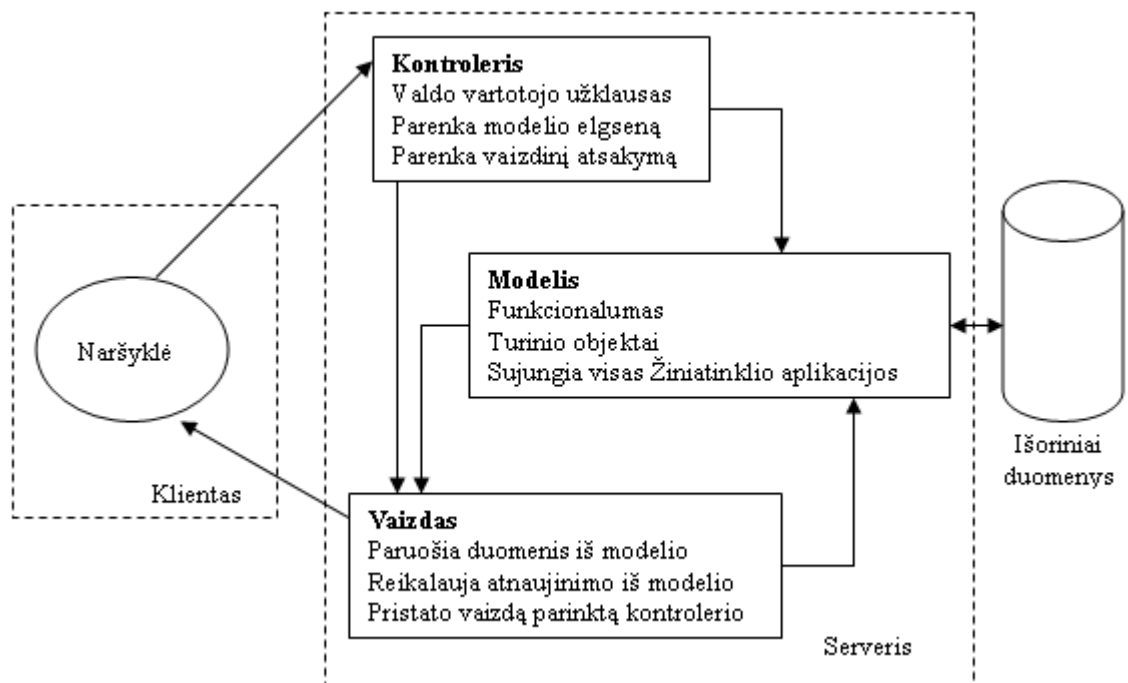 Kontroleris
Valdo vartotojo užklausas
Parenka modelio elgseną
Parenka vaizdinį atsakymą
Modelis
Funkcionalumas
Turinio objektai
Sujungia visas Žiniatinklio aplikacijos
Naršyklė
Klientas
Išoriniai
duomenys
Vaizdas
Paruošia duomenis iš modelio
Reikalauja atnaujinimo iš modelio
Pristato vaizdą parinktą kontrolerio
Serveris